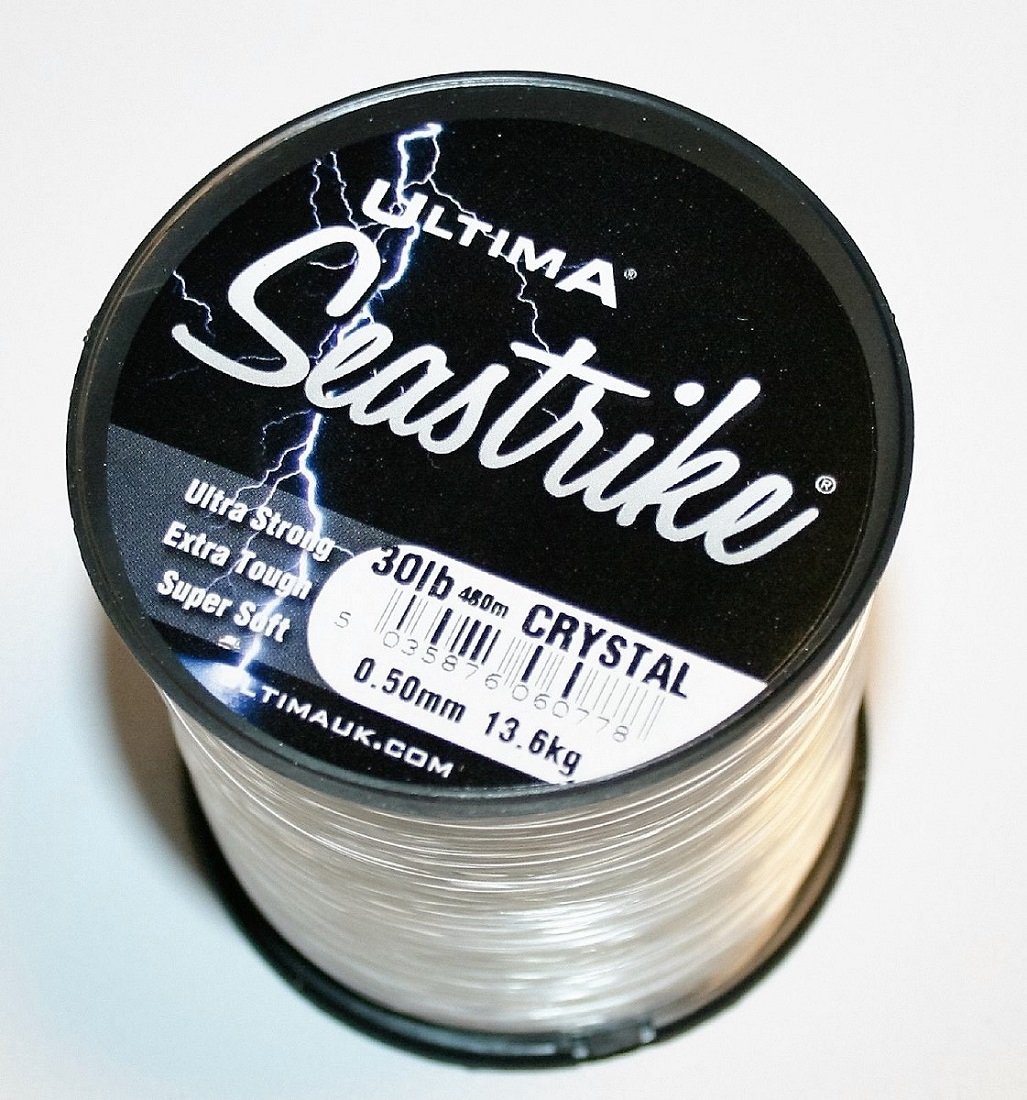 ULTIMA®
Seastrike®
Ultra Strong
Extra Tough
Super Soft
30lb CRYSTAL
5 035876 060778
0.50mm 13.6kg
ULTIMAUK.COM